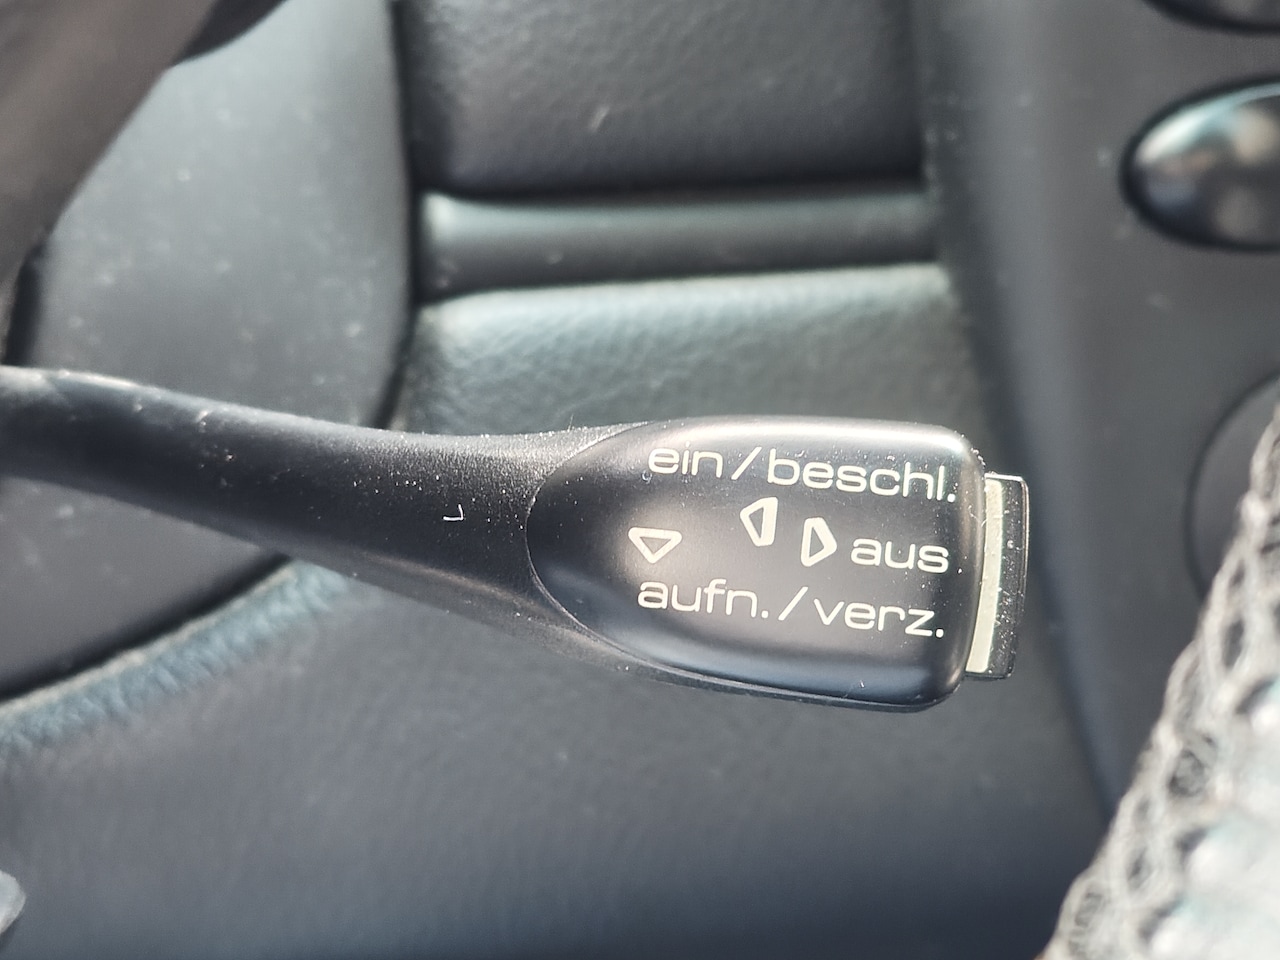 ein/beschl.
aus
aufn./verz.